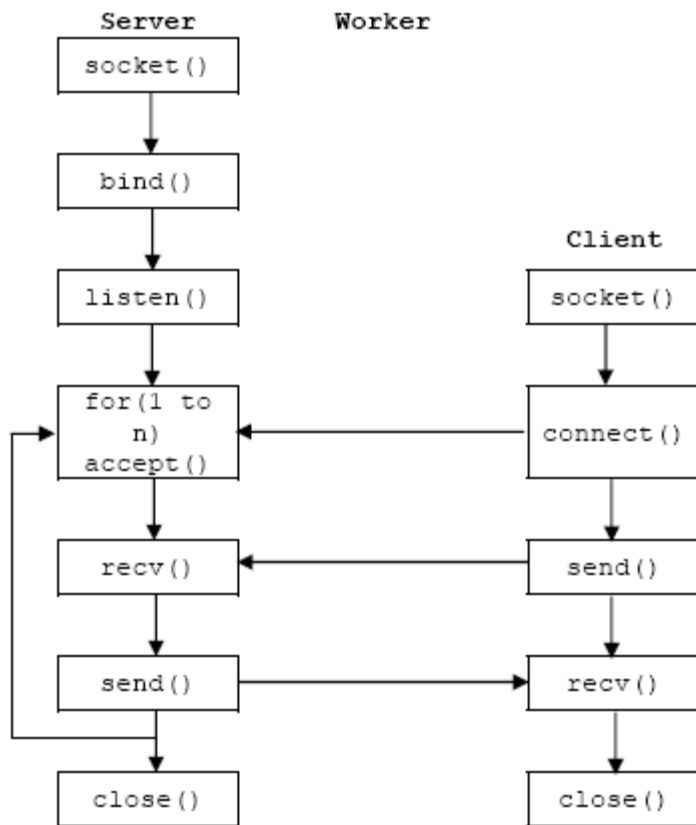 Server
Worker
socket()
bind()
listen()
for(1 to
n)
accept()
recv()
send()
close()
Client
socket()
connect()
send()
recv()
close()